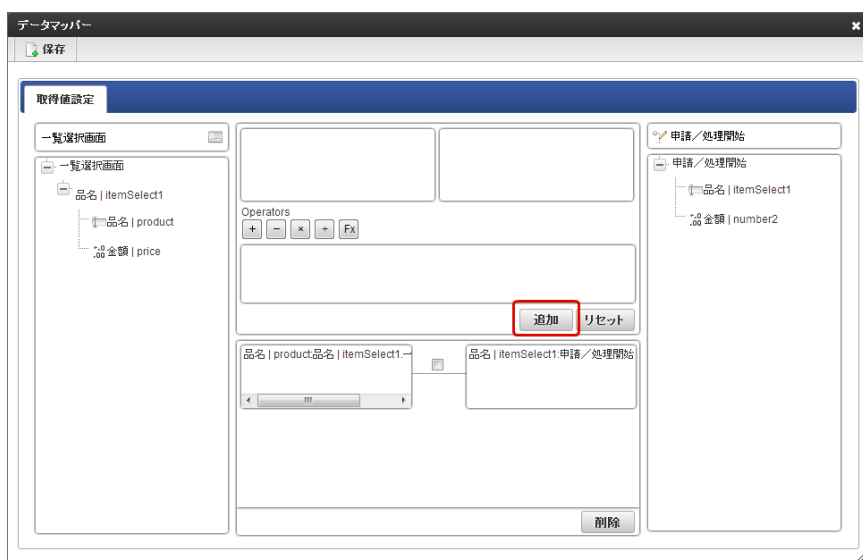 データマッパー
保存
取得値設定
一覧選択画面
一覧選択画面
品名 | itemSelect1
品名 | product
金額 | price
Operators
+ − × ÷ Fx
追加 リセット
品名 | product:品名 | itemSelect1:一
品名 | itemSelect1:申請／処理開始
削除
申請／処理開始
申請／処理開始
品名 | itemSelect1
金額 | number2